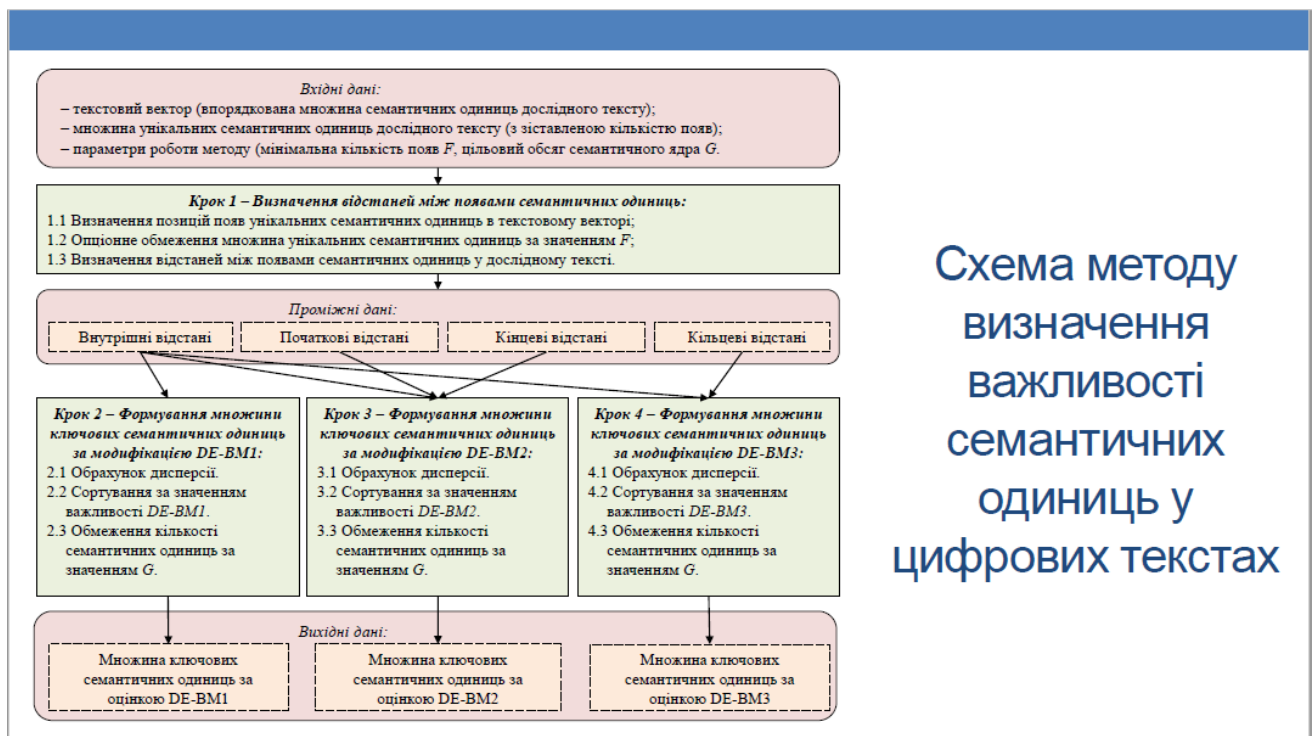 Вхідні дані:
– текстовий вектор (впорядкована множина семантичних одиниць дослідного тексту);
– множина унікальних семантичних одиниць дослідного тексту (з зіставленою кількістю появ);
– параметри роботи методу (мінімальна кількість появ F, цільовий обсяг семантичного ядра G.
Крок 1 – Визначення відстаней між появами семантичних одиниць:
1.1 Визначення позицій появ унікальних семантичних одиниць в текстовому векторі;
1.2 Опціонне обмеження множина унікальних семантичних одиниць за значенням F;
1.3 Визначення відстаней між появами семантичних одиниць у дослідному тексті.
Проміжні дані:
Внутрішні відстані
Початкові відстані
Кінцеві відстані
Кільцеві відстані
Крок 2 – Формування множини
ключових семантичних одиниць
за модифікацією DE-BM1:
2.1 Обрахунок дисперсії.
2.2 Сортування за значенням
важливості DE-BM1.
2.3 Обмеження кількості
семантичних одиниць за
значенням G.
Крок 3 – Формування множини
ключових семантичних одиниць
за модифікацією DE-BM2:
3.1 Обрахунок дисперсії.
3.2 Сортування за значенням
важливості DE-BM2.
3.3 Обмеження кількості
семантичних одиниць за
значенням G.
Крок 4 – Формування множини
ключових семантичних одиниць
за модифікацією DE-BM3:
4.1 Обрахунок дисперсії.
4.2 Сортування за значенням
важливості DE-BM3.
4.3 Обмеження кількості
семантичних одиниць за
значенням G.
Вихідні дані:
Множина ключових
семантичних одиниць за
оцінкою DE-BM1
Множина ключових
семантичних одиниць за
оцінкою DE-BM2
Множина ключових
семантичних одиниць за
оцінкою DE-BM3
Схема методу
визначення
важливості
семантичних
одиниць у
цифрових текстах